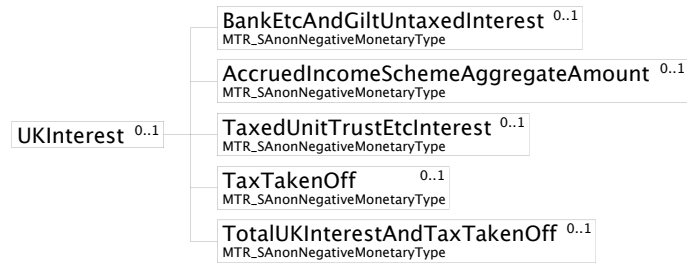 BankEtcAndGiltUntaxedInterest 0..1
MTR_SAnonNegativeMonetaryType
AccruedIncomeSchemeAggregateAmount 0..1
MTR_SAnonNegativeMonetaryType
UKInterest 0..1
TaxedUnitTrustEtcInterest 0..1
MTR_SAnonNegativeMonetaryType
TaxTakenOff 0..1
MTR_SAnonNegativeMonetaryType
TotalUKInterestAndTaxTakenOff 0..1
MTR_SAnonNegativeMonetaryType